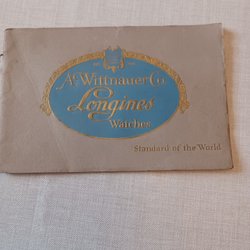 A. Wittnauer Co.
Longines
Watches
Standard of the World